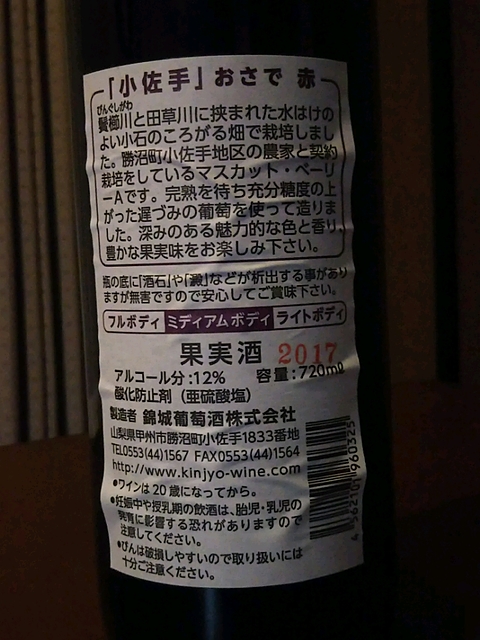 「小佐手」おさで 赤
びんぐしがわ
鬢櫛川と田草川に挟まれた水はけの
よい小石のころがる畑で栽培しまし
た。勝沼町小佐手地区の農家と契約
栽培をしているマスカット・ベーリ
ーAです。完熟を待ち充分糖度の上
がった遅づみの葡萄を使って造りま
した。深みのある魅力的な色と香り、
豊かな果実味をお楽しみ下さい。
瓶の底に「酒石」や「澱」などが析出する事があり
ますが無害ですので安心してご賞味下さい。
フルボディ ミディアムボディ ライトボディ
果実酒 2017
アルコール分:12% 容量:720mℓ
酸化防止剤(亜硫酸塩)
製造者 錦城葡萄酒株式会社
山梨県甲州市勝沼町小佐手1833番地
TEL0553(44)1567 FAX0553(44)1564
http://www.kinjyo-wine.com
●ワインは20歳になってから。
●妊娠中や授乳期の飲酒は、胎児・乳児の
発育に影響する恐れがありますので
注意してください。
●びんは破損しやすいので取り扱いには
十分ご注意ください。
4 562101 960325